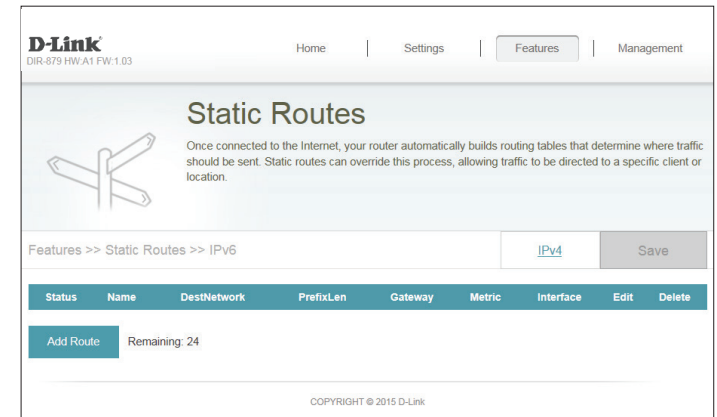 D-Link
DIR-879 HW:A1 FW:1.03
Home
Settings
Features
Management
Static Routes
Once connected to the Internet, your router automatically builds routing tables that determine where traffic
should be sent. Static routes can override this process, allowing traffic to be directed to a specific client or
location.
Features >> Static Routes >> IPv6
IPv4
Save
Status Name DestNetwork PrefixLen Gateway Metric Interface Edit Delete
Add Route
Remaining: 24
COPYRIGHT © 2015 D-Link